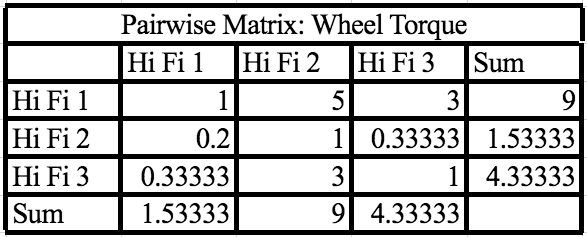 Pairwise Matrix: Wheel Torque
Hi Fi 1 Hi Fi 2 Hi Fi 3 Sum
Hi Fi 1 1 5 3 9
Hi Fi 2 0.2 1 0.33333 1.53333
Hi Fi 3 0.33333 3 1 4.33333
Sum 1.53333 9 4.33333